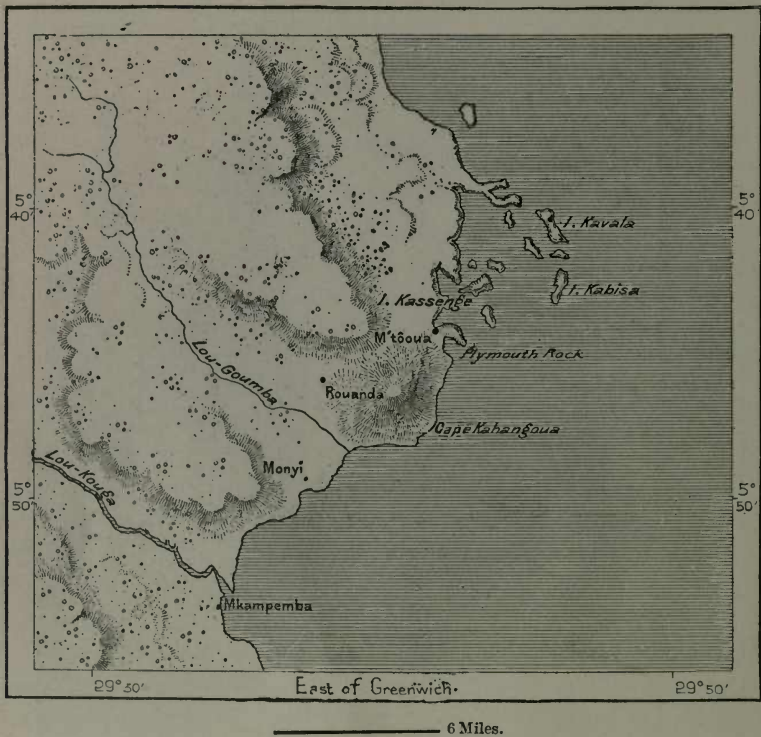 5°
40'
5°
40'
I. Kavala
I. Kabisa
I. Kassenge
M'tôoua
Plymouth Rock
Lou-Goumba
Rouanda
Cape Kahangoua
Monyi
Lou-Kouga
5°
50'
5°
50'
Mkampemba
29°30'
East of Greenwich.
29°50'
6 Miles.